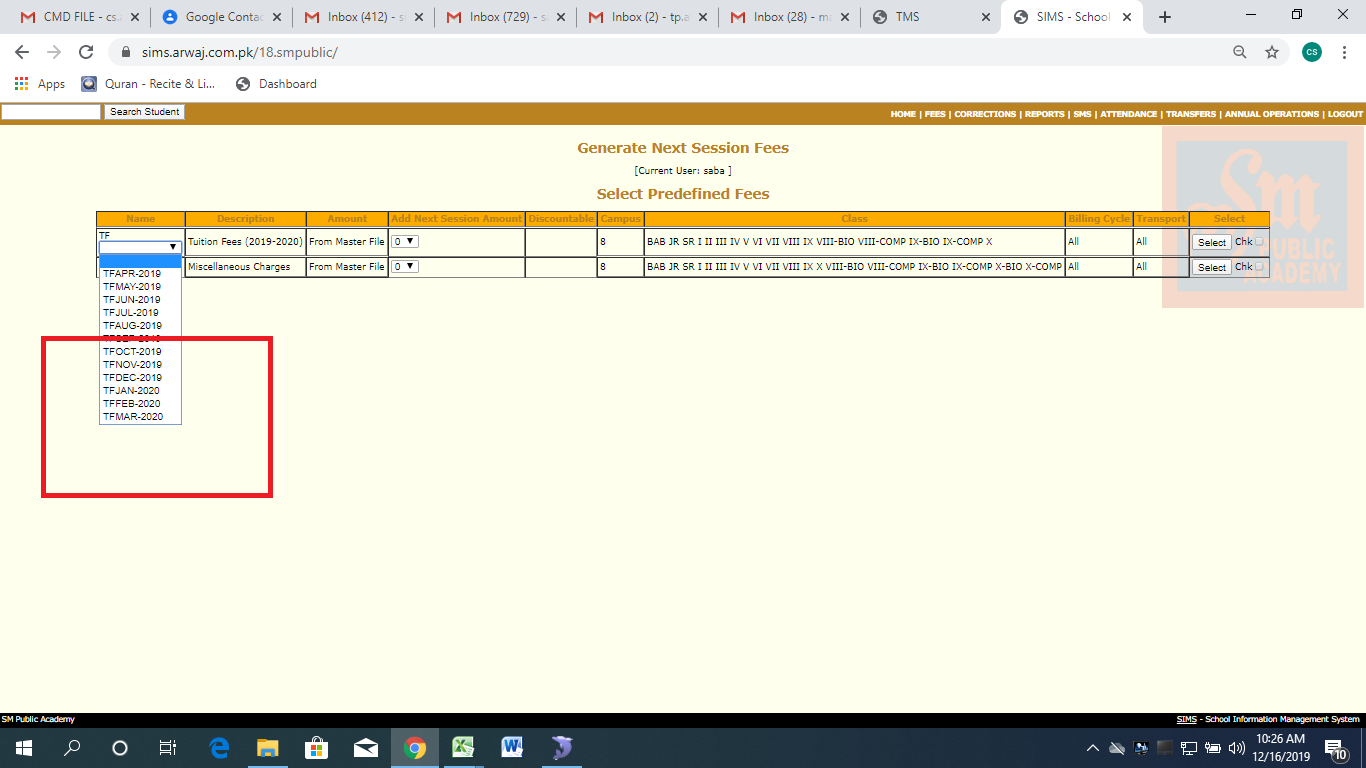 CMD FILE - cs.
Google Contac
Inbox (412) - s
Inbox (729) - s
Inbox (2) - tp.a
Inbox (28) - m
TMS
SIMS - School
sims.arwaj.com.pk/18.smpublic/
CS
Apps
Quran - Recite & Li...
Dashboard
Search Student
HOME | FEES | CORRECTIONS | REPORTS | SMS | ATTENDANCE | TRANSFERS | ANNUAL OPERATIONS | LOGOUT
Generate Next Session Fees
[Current User: saba ]
Select Predefined Fees
Name Description Amount Add Next Session Amount Discountable Campus Class Billing Cycle Transport Select
TF
Tuition Fees (2019-2020) From Master File 0 8 BAB JR SR I II III IV V VI VII VIII IX VIII-BIO VIII-COMP IX-BIO IX-COMP X All All Select Chk
Miscellaneous Charges From Master File 0 8 BAB JR SR I II III IV V VI VII VIII IX X VIII-BIO VIII-COMP IX-BIO IX-COMP X-BIO X-COMP All All Select Chk
Sm
PUBLIC
ACADEMY
TFAPR-2019
TFMAY-2019
TFJUN-2019
TFJUL-2019
TFAUG-2019
TFOCT-2019
TFNOV-2019
TFDEC-2019
TFJAN-2020
TFFEB-2020
TFMAR-2020
SM Public Academy
SIMS - School Information Management System
10:26 AM
12/16/2019
10